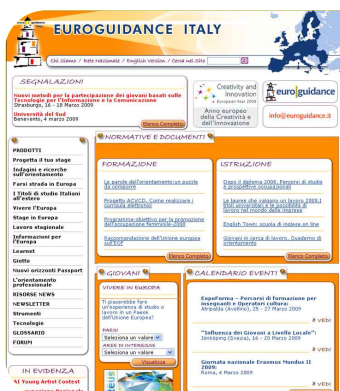 EUROGUIDANCE ITALY
Chi Siamo / Rete Nazionale / English Version / Cerca nel Sito
SEGNALAZIONI
Nuovi metodi per la partecipazione dei giovani basati sulle
Tecnologie per l'Informazione e la Comunicazione
Strasburgo, 16 - 18 Marzo 2009
Università del Sud
Benevento, 4 marzo 2009
Elenco Completo
Creativity and
Innovation
European Year 2009
Anno europeo
della Creatività e
dell'Innovazione
euro|guidance
info@euroguidance.it
PRODOTTI
Progetta il tuo stage
Indagini e ricerche
sull'orientamento
Farsi strada in Europa
I Titoli di studio Italiani
all'estero
Vivere l'Europa
Stage in Europa
Lavoro stagionale
Informazioni per
l'Europa
Learnet
Giotto
Nuovi orizzonti Passport
L'orientamento
professionale
RISORSE NEWS
NEWSLETTER
Strumenti
Tecnologie
GLOSSARIO
FORUM
IN EVIDENZA
YI Young Artist Contest
NORMATIVE E DOCUMENTI
FORMAZIONE
Le parole dell'orientamento:un puzzle
da comporre
Progetto ACVCD. Come realizzare i
curricula elettronici
Programma-obiettivo per la promozione
dell'occupazione femminile-2008
Raccomandazione dell'Unione europea
sull'EQF
Elenco Completo
ISTRUZIONE
Dopo il diploma 2008. Percorsi di studio
e prospettive occupazionali
Le lauree che valgono un lavoro 2008.I
titoli universitari e le possibilità di
lavoro nel mondo delle imprese
English Town: scuola di inglese on line
Giovani in cerca di lavoro. Quaderno di
orientamento
Elenco Completo
GIOVANI
VIVERE IN EUROPA
Ti piacerebbe fare
un'esperienza di studio o
lavoro in un Paese
dell'Unione Europea?
PAESI
Seleziona un valore
AREE DI INTERESSE
Seleziona un valore
Visualizza
CALENDARIO EVENTI
ExpoForma – Percorsi di formazione per
insegnanti e Operatori cultura:
Atripalda (Avellino), 25 - 27 Marzo 2009
VEDI
"Influenza dei Giovani a Livello Locale":
Jönköping (Svezia), 16 - 20 Marzo 2009
VEDI
Giornata nazionale Erasmus Mundus II
2009:
Roma, 4 Marzo 2009
VEDI